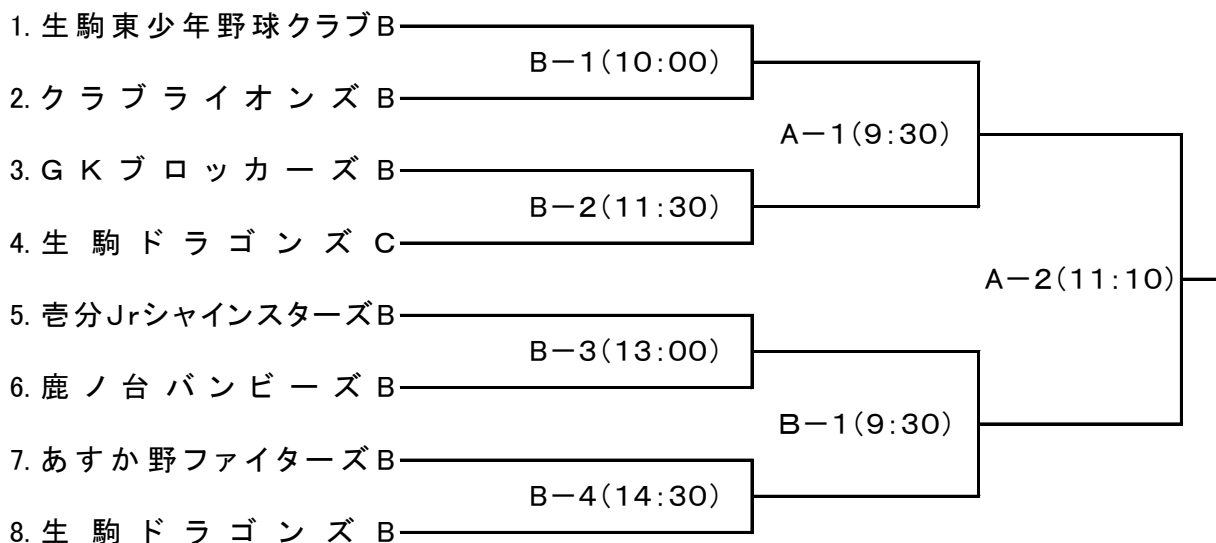 1. 生駒東少年野球クラブB
B-1(10:00)
2. クラブライオンズB
A-1(9:30)
3. GKブロッカーズB
B-2(11:30)
4. 生駒ドラゴンズC
A-2(11:10)
5. 壱分JrシャインスターズB
B-3(13:00)
6. 鹿ノ台バンビーズB
B-1(9:30)
7. あすか野ファイターズB
B-4(14:30)
8. 生駒ドラゴンズB